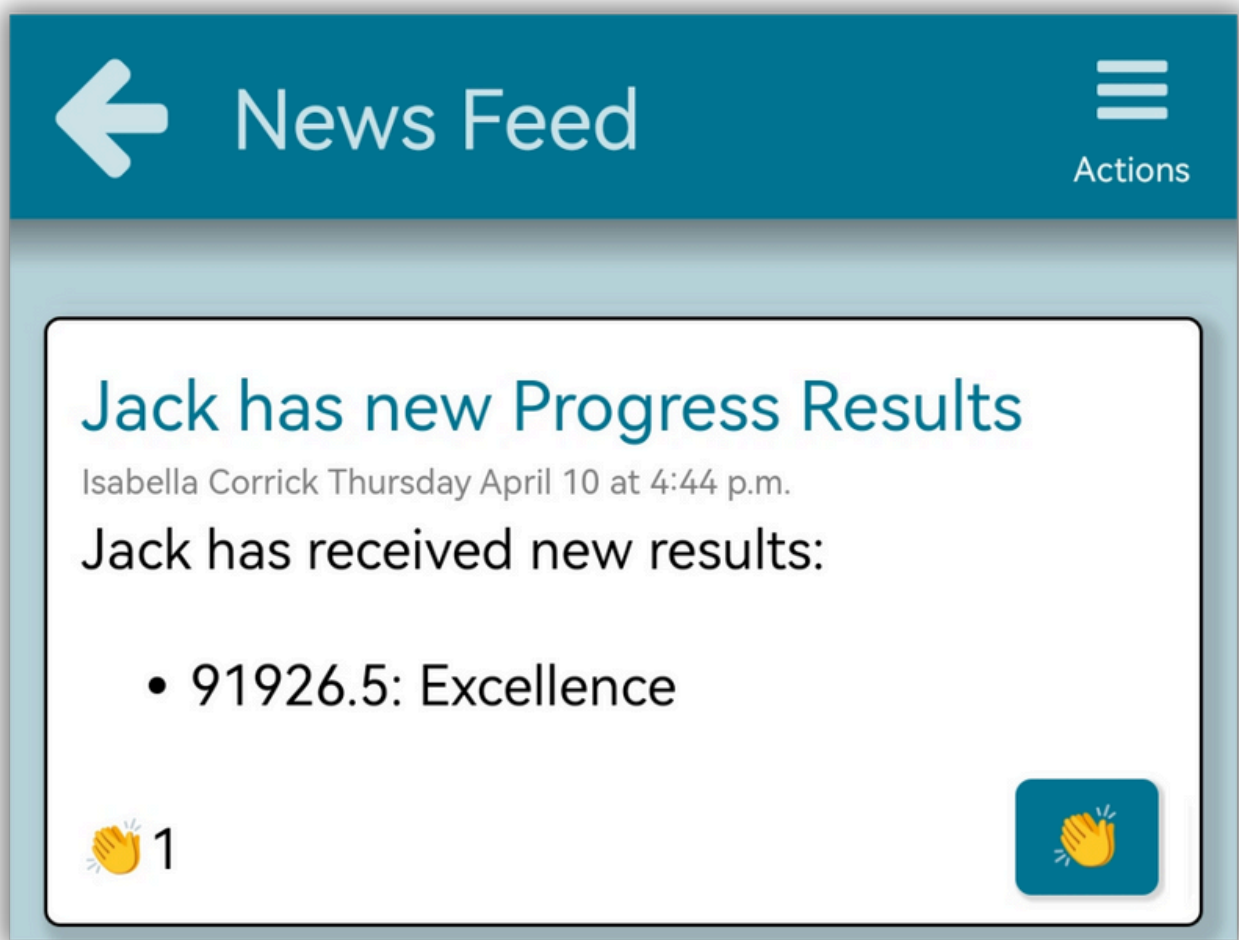 News Feed
Actions
Jack has new Progress Results
Isabella Corrick Thursday April 10 at 4:44 p.m.
Jack has received new results:
• 91926.5: Excellence
👏 1
👏